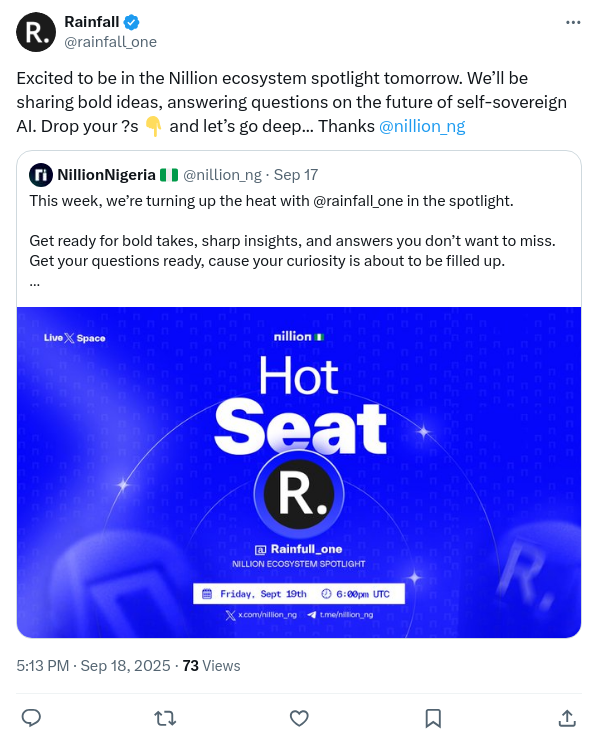 Rainfall
@rainfall_one
Excited to be in the Nillion ecosystem spotlight tomorrow. We’ll be
sharing bold ideas, answering questions on the future of self-sovereign
AI. Drop your ?s 👇 and let’s go deep... Thanks @nillion_ng
NillionNigeria 🇳🇬 @nillion_ng · Sep 17
This week, we’re turning up the heat with @rainfall_one in the spotlight.
Get ready for bold takes, sharp insights, and answers you don’t want to miss.
Get your questions ready, cause your curiosity is about to be filled up.
...
Live X Space
nillion
Hot
Seat
R.
@ Rainfull_one
NILLION ECOSYSTEM SPOTLIGHT
Friday, Sept 19th 6:00pm UTC
x.com/nillion_ng t.me/nillion_ng
5:13 PM · Sep 18, 2025 · 73 Views